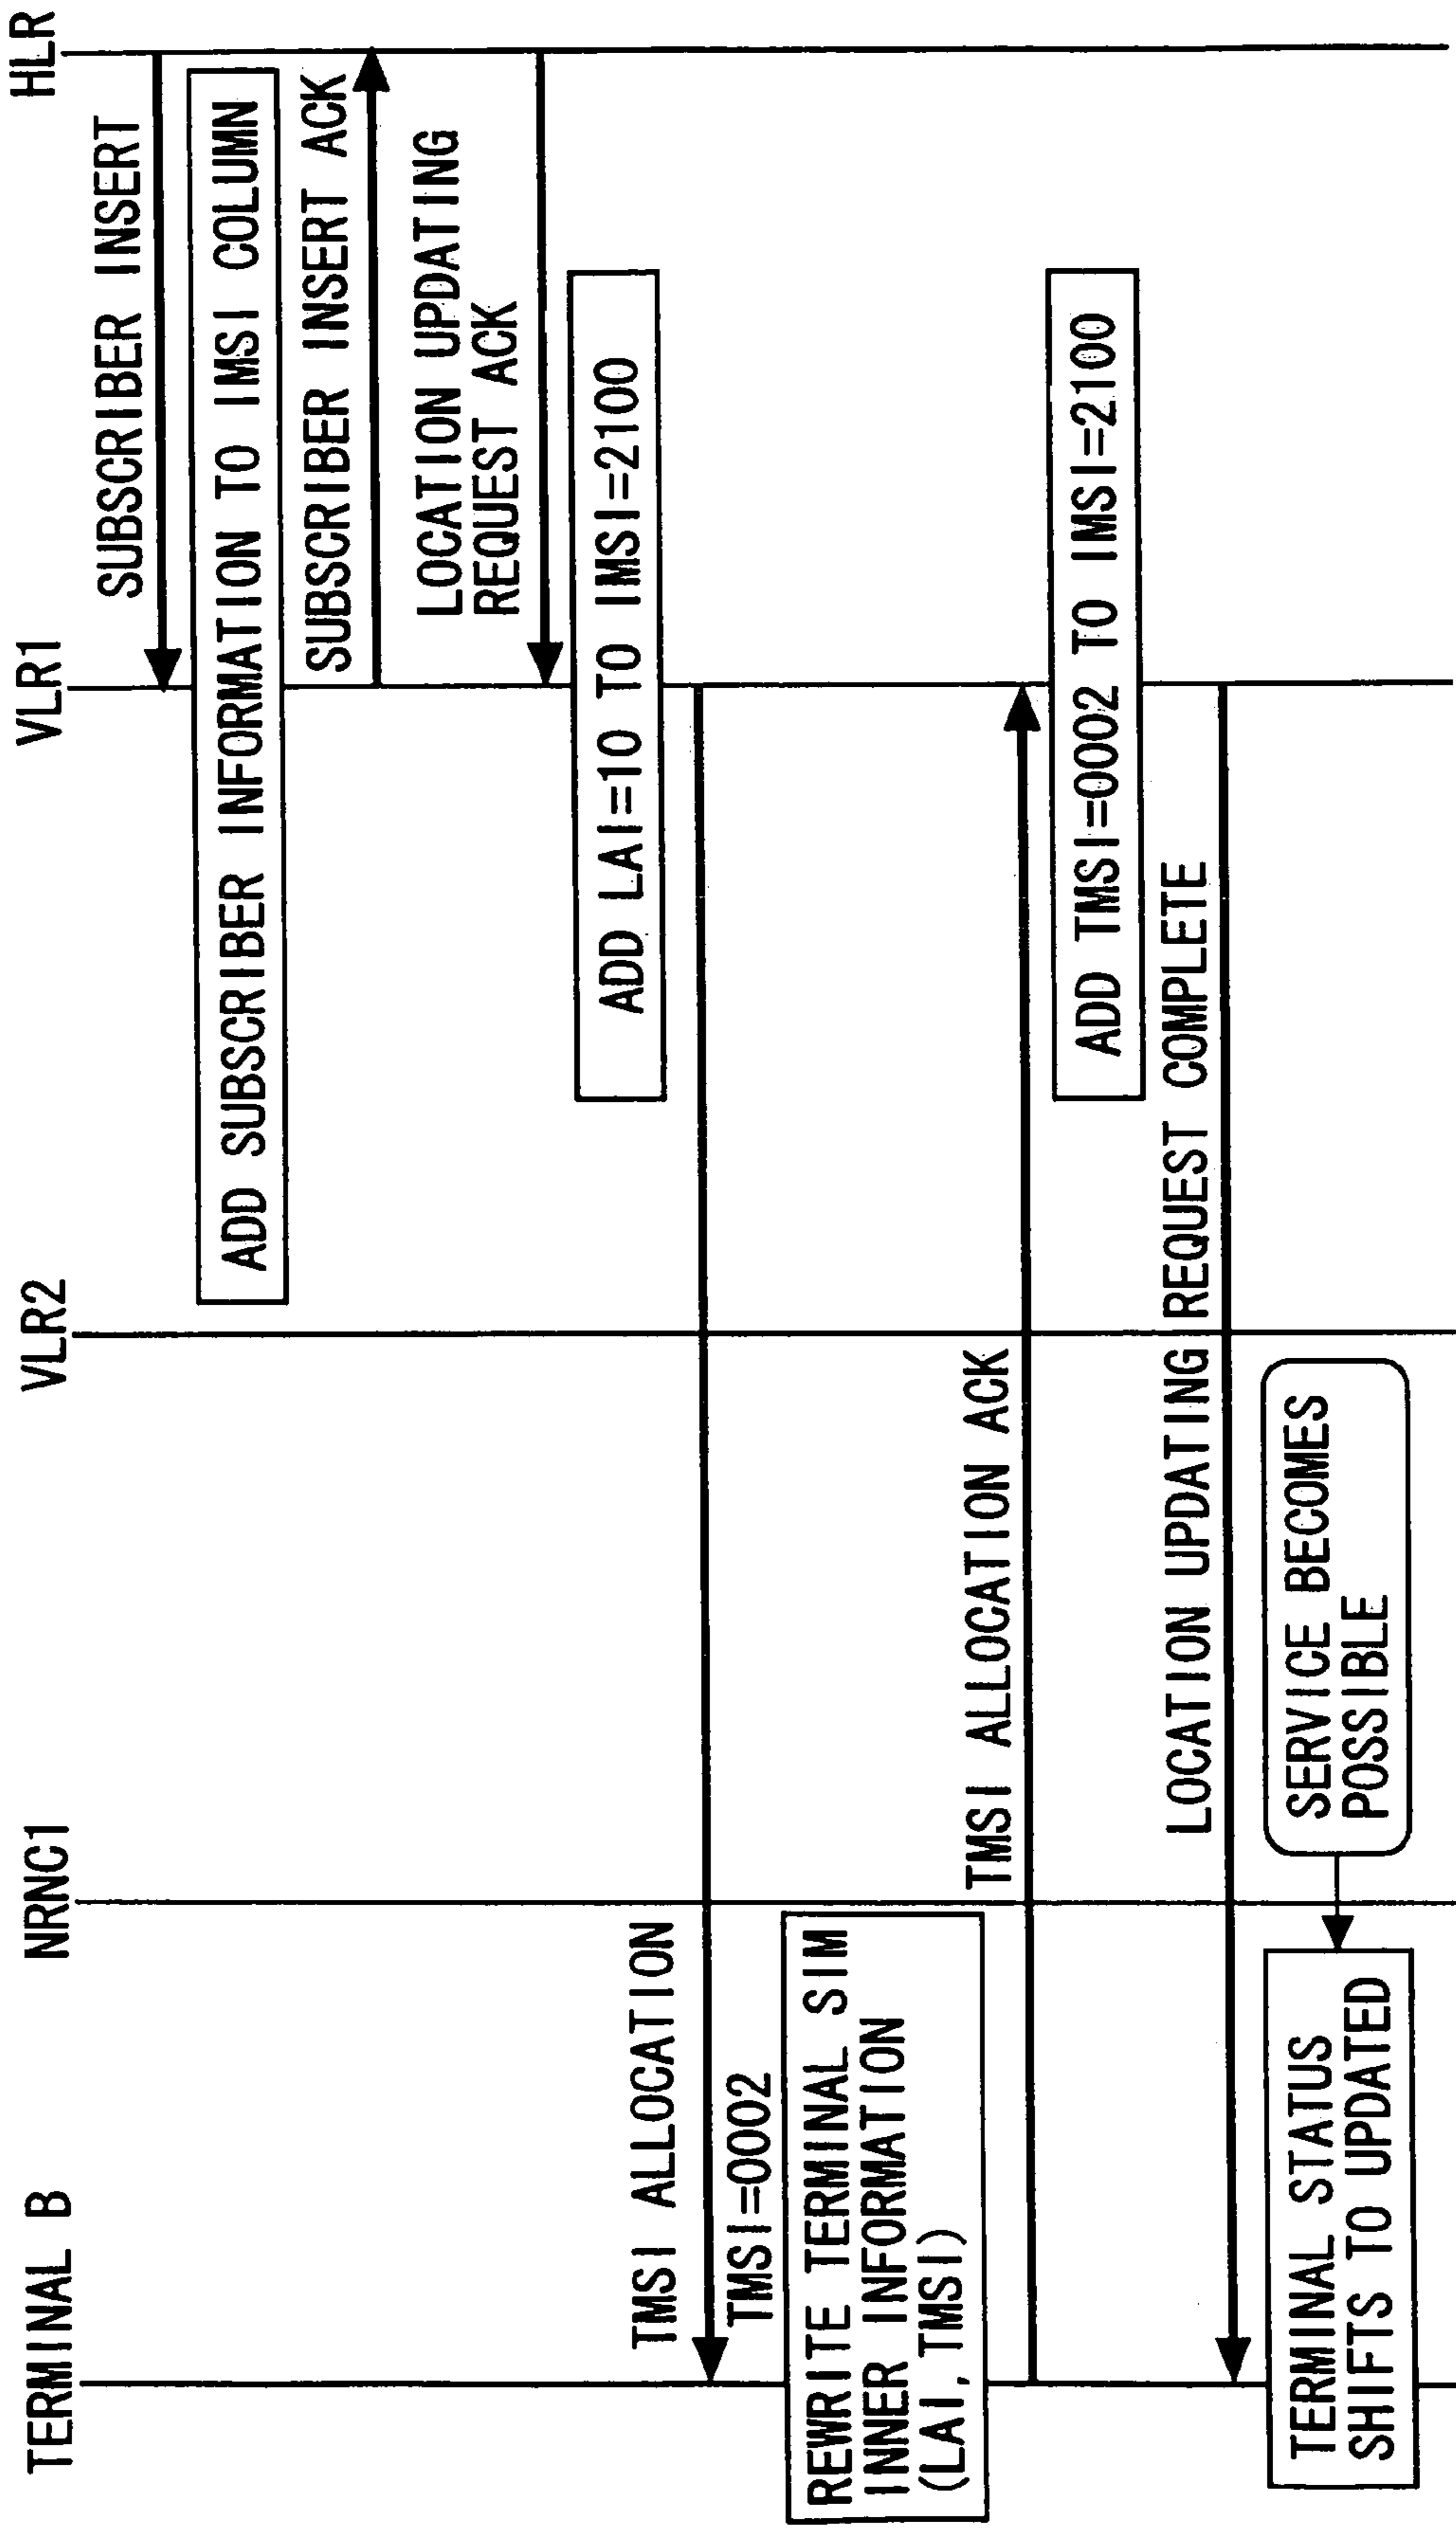 TERMINAL B
NRNC1
VLR2
VLR1
HLR
SUBSCRIBER INSERT
ADD SUBSCRIBER INFORMATION TO IMSI COLUMN
SUBSCRIBER INSERT ACK
LOCATION UPDATING
REQUEST ACK
ADD LAI=10 TO IMSI=2100
TMSI ALLOCATION
TMSI=0002
REWRITE TERMINAL SIM
INNER INFORMATION
(LAI, TMSI)
TMSI ALLOCATION ACK
ADD TMSI=0002 TO IMSI=2100
LOCATION UPDATING REQUEST COMPLETE
SERVICE BECOMES
POSSIBLE
TERMINAL STATUS
SHIFTS TO UPDATED